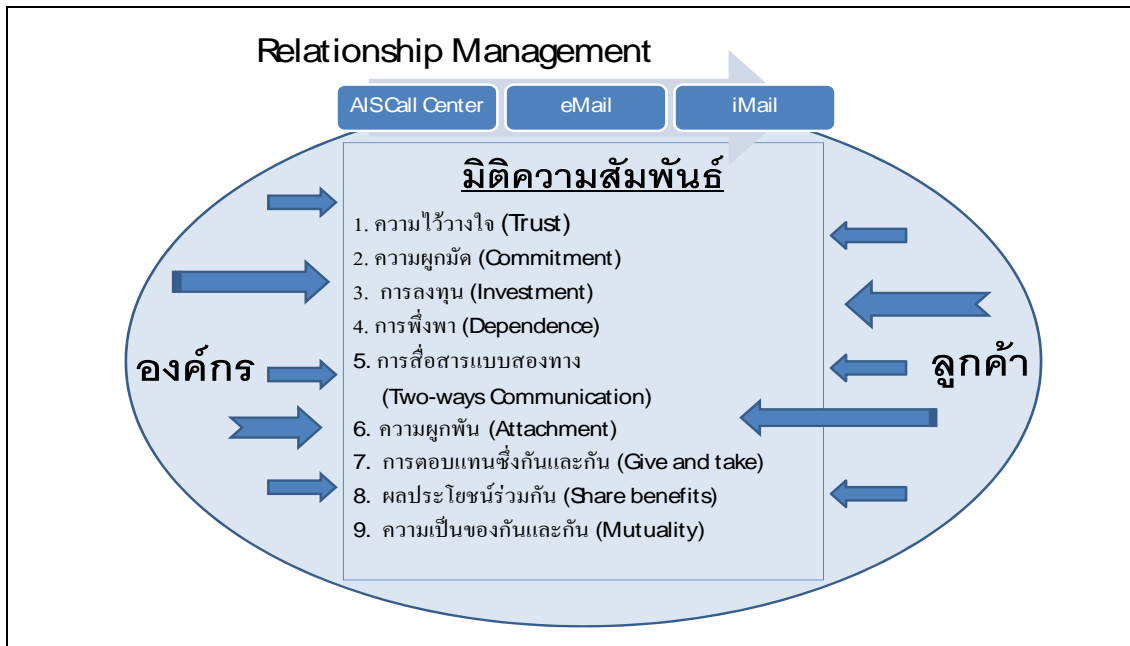 Relationship Management
AIS Call Center eMail iMail
มิติความสัมพันธ์
1. ความไว้วางใจ (Trust)
2. ความผูกมัด (Commitment)
3. การลงทุน (Investment)
4. การพึ่งพา (Dependence)
องค์กร
5. การสื่อสารแบบสองทาง
(Two-ways Communication)
ลูกค้า
6. ความผูกพัน (Attachment)
7. การตอบแทนซึ่งกันและกัน (Give and take)
8. ผลประโยชน์ร่วมกัน (Share benefits)
9. ความเป็นของกันและกัน (Mutuality)